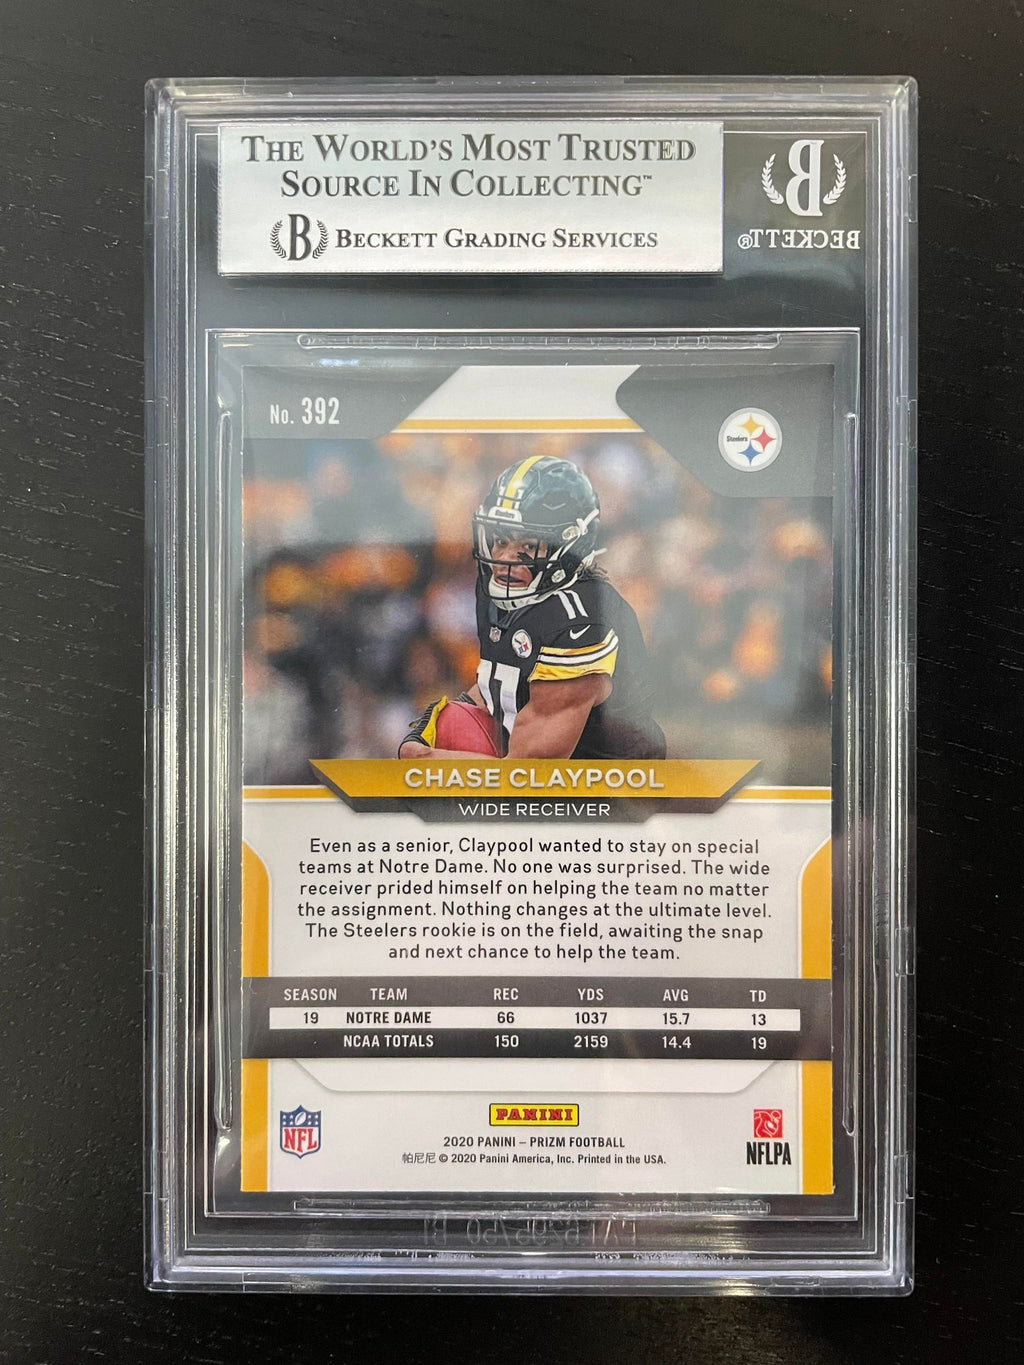 THE WORLD'S MOST TRUSTED
SOURCE IN COLLECTING™
B BECKETT GRADING SERVICES
B
BECKETT®
No. 392
Steelers
Steelers
11
11
CHASE CLAYPOOL
WIDE RECEIVER
Even as a senior, Claypool wanted to stay on special
teams at Notre Dame. No one was surprised. The wide
receiver prided himself on helping the team no matter
the assignment. Nothing changes at the ultimate level.
The Steelers rookie is on the field, awaiting the snap
and next chance to help the team.
SEASON TEAM REC YDS AVG TD
19 NOTRE DAME 66 1037 15.7 13
NCAA TOTALS 150 2159 14.4 19
PANINI
NFL
2020 PANINI – PRIZM FOOTBALL
帕尼尼 © 2020 Panini America, Inc. Printed in the USA.
NFLPA